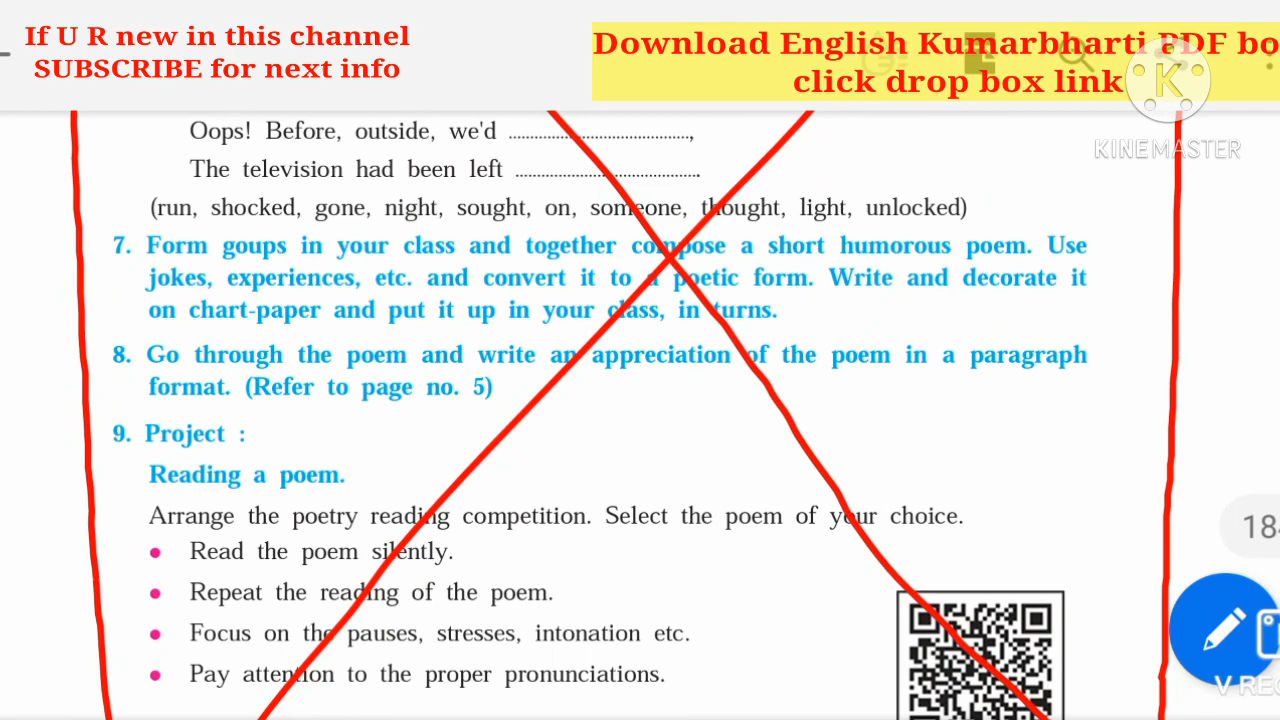 If U R new in this channel
SUBSCRIBE for next info
Download English Kumarbharti PDF bo
click drop box link
KINEMASTER
Oops! Before, outside, we'd ..........................................,
The television had been left ..........................................
(run, shocked, gone, night, sought, on, someone, thought, light, unlocked)
7. Form goups in your class and together compose a short humorous poem. Use
jokes, experiences, etc. and convert it to a poetic form. Write and decorate it
on chart-paper and put it up in your class, in turns.
8. Go through the poem and write an appreciation of the poem in a paragraph
format. (Refer to page no. 5)
9. Project :
Reading a poem.
Arrange the poetry reading competition. Select the poem of your choice.
• Read the poem silently.
• Repeat the reading of the poem.
• Focus on the pauses, stresses, intonation etc.
• Pay attention to the proper pronunciations.
184
V REC